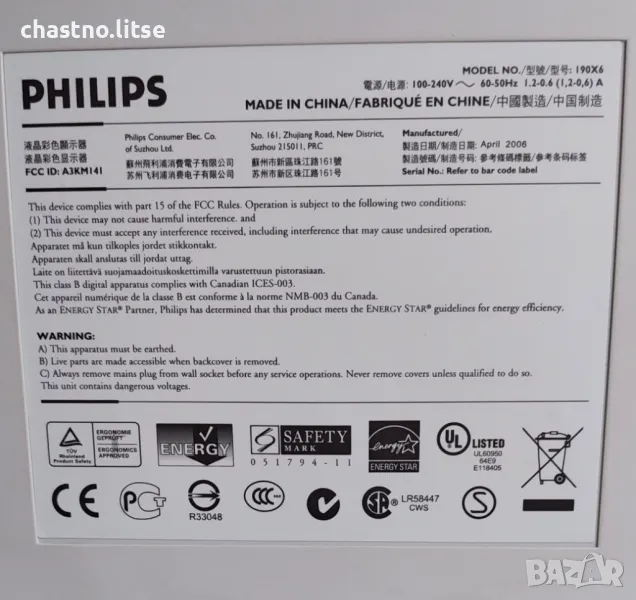 chastno.litse
PHILIPS
MODEL NO./型號/型号: 190X6
電源/电源: 100-240V～ 60-50Hz 1.2-0.6 (1,2-0,6) A
MADE IN CHINA/FABRIQUÉ EN CHINE/中國製造/中国制造
液晶彩色顯示器
液晶彩色显示器
FCC ID: A3KM141
Philips Consumer Elec. Co.
of Suzhou Ltd.
蘇州飛利浦消費電子有限公司
苏州飞利浦消费电子有限公司
No. 161, Zhujiang Road, New District,
Suzhou 215011, PRC
蘇州市新區珠江路161號
苏州市新区珠江路161号
Manufactured/
製造日期/制造日期: April 2006
製造號碼/制造号码: 參考條碼標籤/参考条码标签
Serial No.: Refer to bar code label
This device complies with part 15 of the FCC Rules. Operation is subject to the following two conditions:
(1) This device may not cause harmful interference. and
(2) This device must accept any interference received, including interference that may cause undesired operation.
Apparatet må kun tilkoples jordet stikkontakt.
Apparaten skall anslutas till jordat uttag.
Laite on liitettävä suojamaadoituskoskettimilla varustettuun pistorasiaan.
This class B digital apparatus complies with Canadian ICES-003.
Cet appareil numérique de la classe B est conforme à la norme NMB-003 du Canada.
As an ENERGY STAR® Partner, Philips has determined that this product meets the ENERGY STAR® guidelines for energy efficiency.
WARNING:
A) This apparatus must be earthed.
B) Live parts are made accessible when backcover is removed.
C) Always remove mains plug from wall socket before any service operations. Never remove covers unless qualified to do so.
This unit contains dangerous voltages.
TÜV
Rheinland
Product Safety
ERGONOMIE
GEPRÜFT
ERGONOMICS
APPROVED
ENERGY
S SAFETY
MARK
051794-11
energy
ENERGY STAR
UL LISTED
UL60950
64E9
E118405
CE
R33048
CCC
SA
LR58447
CWS
S
BAZAR